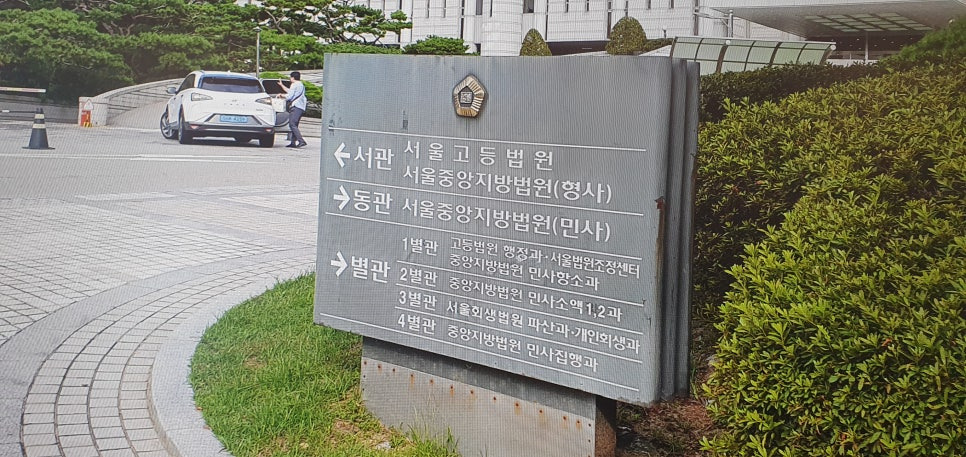 ←서관 서울고등법원
서울중앙지방법원(형사)
→동관 서울중앙지방법원(민사)
→별관 1별관 고등법원 행정과·서울법원조정센터
중앙지방법원 민사항소과
2별관 중앙지방법원 민사소액1,2과
3별관 서울회생법원 파산과·개인회생과
4별관 중앙지방법원 민사집행과